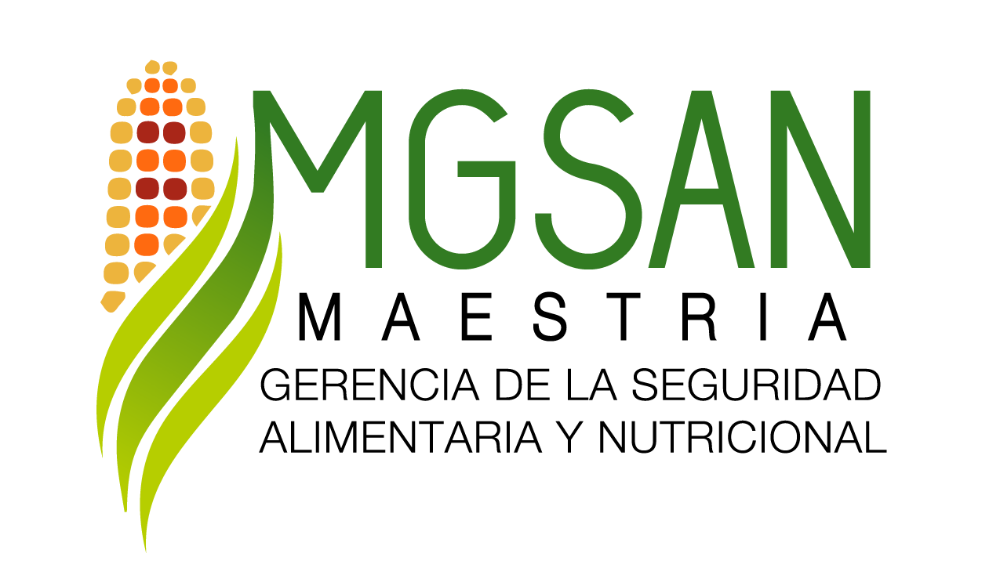 MGSAN
MAESTRIA
GERENCIA DE LA SEGURIDAD
ALIMENTARIA Y NUTRICIONAL